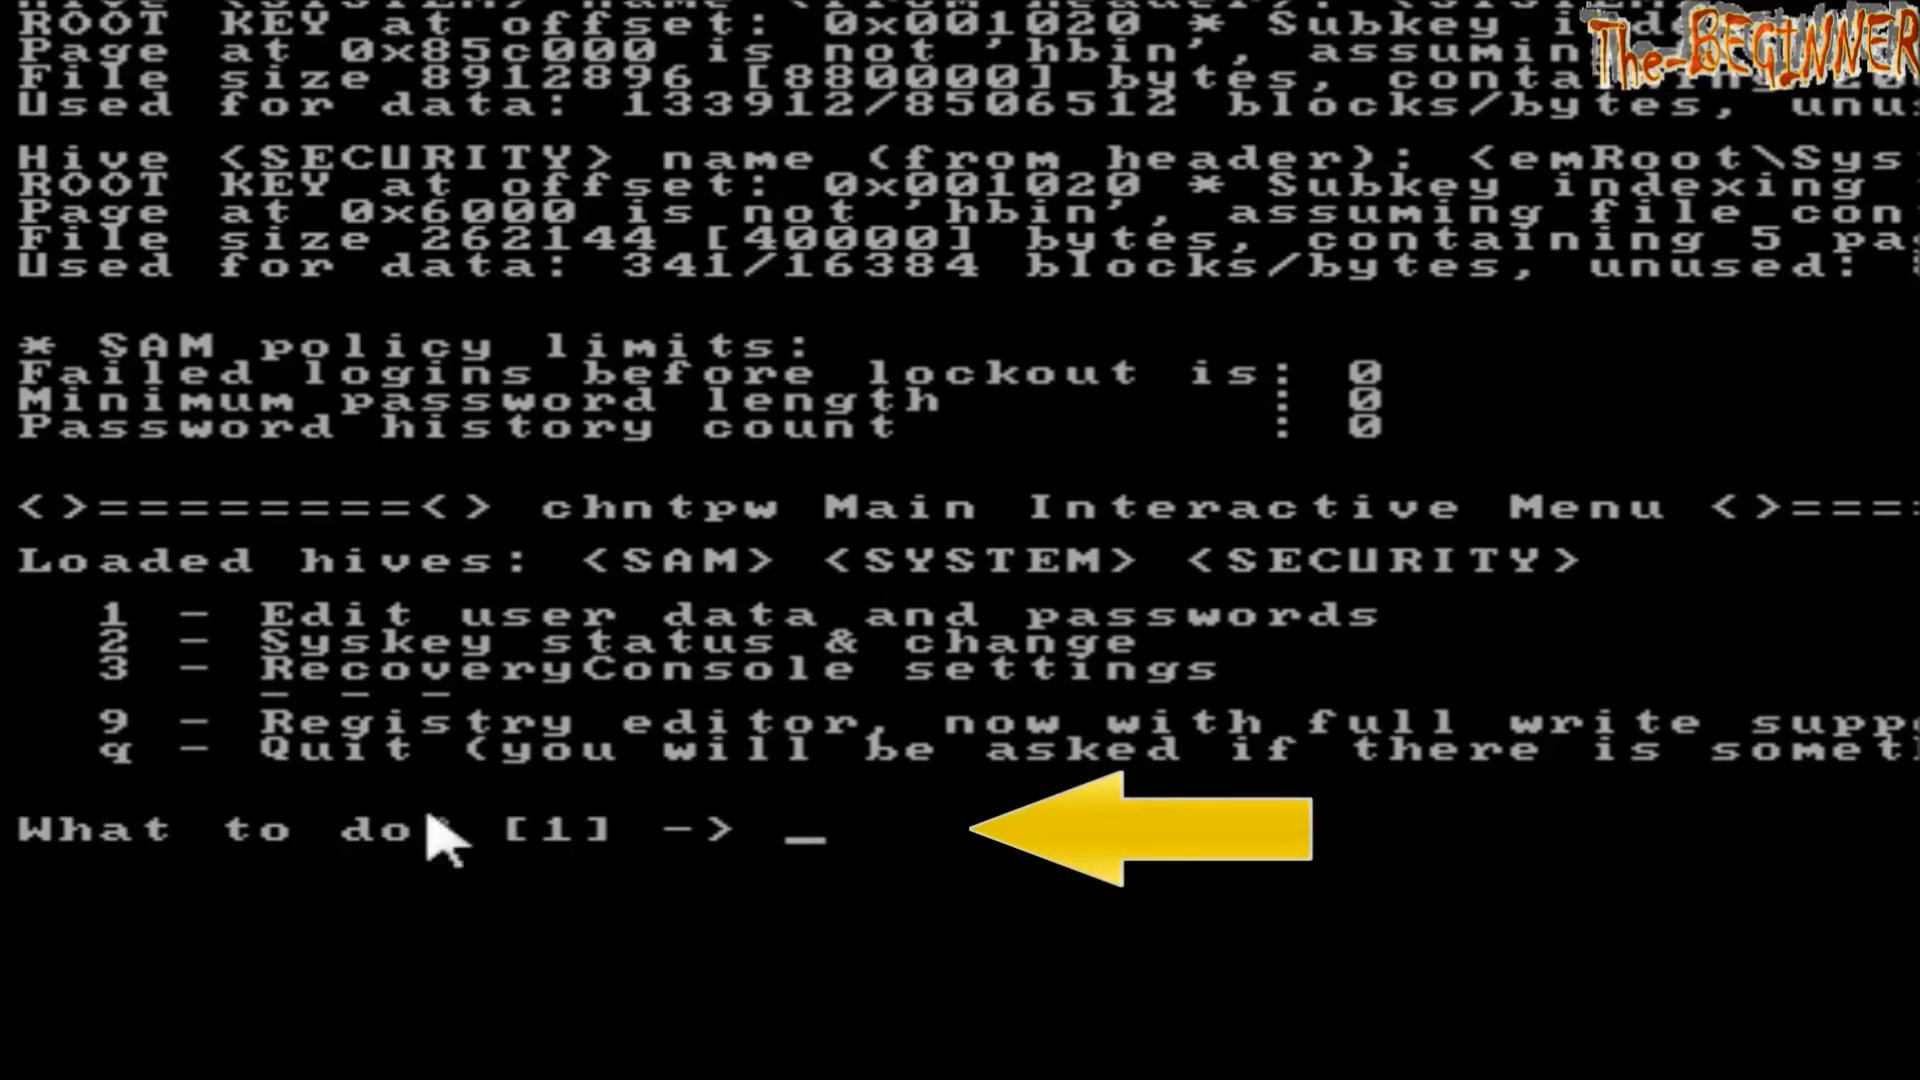 ROOT KEY at offset: 0x001020 * Subkey
The-BEGINNER
Page at 0x85c000 is not 'hbin', assumin
File size 8912896 [880000] bytes,
Used for data: 133912/8506512 blocks/bytes, unus
Hive <SECURITY> name (from header): <emRoot\Sys
ROOT KEY at offset: 0x001020 * Subkey indexing
Page at 0x6000 is not 'hbin', assuming file con
File size 262144 [40000] bytes, containing 5 pa
Used for data: 341/16384 blocks/bytes, unused:
* SAM policy limits:
Failed logins before lockout is: 0
Minimum password length : 0
Password history count : 0
<>========<> chntpw Main Interactive Menu <>====
Loaded hives: <SAM> <SYSTEM> <SECURITY>
1 - Edit user data and passwords
2 - Syskey status & change
3 - RecoveryConsole settings
- - -
9 - Registry editor, now with full write supp
q - Quit (you will be asked if there is somet
What to do [1] -> _